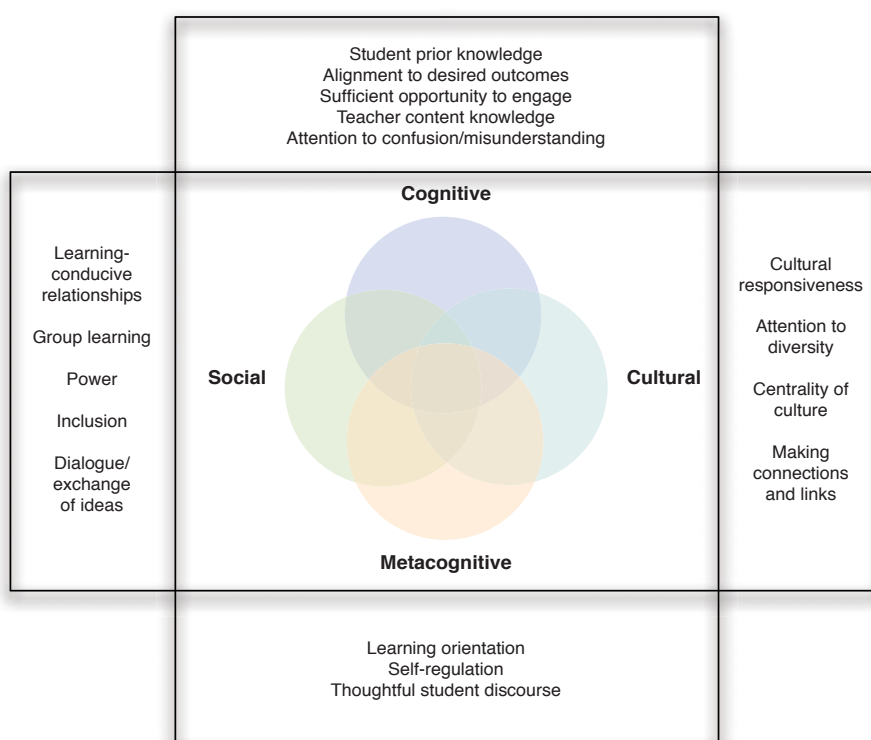 Student prior knowledge
Alignment to desired outcomes
Sufficient opportunity to engage
Teacher content knowledge
Attention to confusion/misunderstanding
Cognitive
Learning-
conducive
relationships
Group learning
Power
Inclusion
Dialogue/
exchange
of ideas
Social
Cultural
Cultural
responsiveness
Attention to
diversity
Centrality of
culture
Making
connections
and links
Metacognitive
Learning orientation
Self-regulation
Thoughtful student discourse